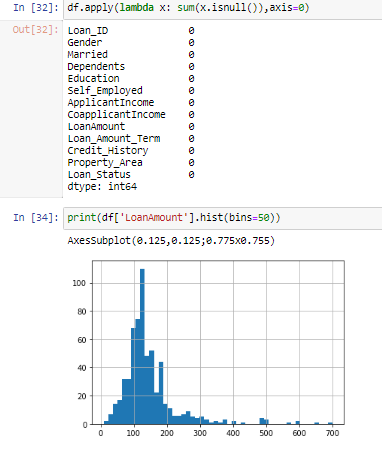 In [32]: df.apply(lambda x: sum(x.isnull()),axis=0)
Out[32]: Loan_ID 0
Gender 0
Married 0
Dependents 0
Education 0
Self_Employed 0
ApplicantIncome 0
CoapplicantIncome 0
LoanAmount 0
Loan_Amount_Term 0
Credit_History 0
Property_Area 0
Loan_Status 0
dtype: int64
In [34]: print(df['LoanAmount'].hist(bins=50))
AxesSubplot(0.125,0.125;0.775x0.755)
100
80
60
40
20
0
0 100 200 300 400 500 600 700